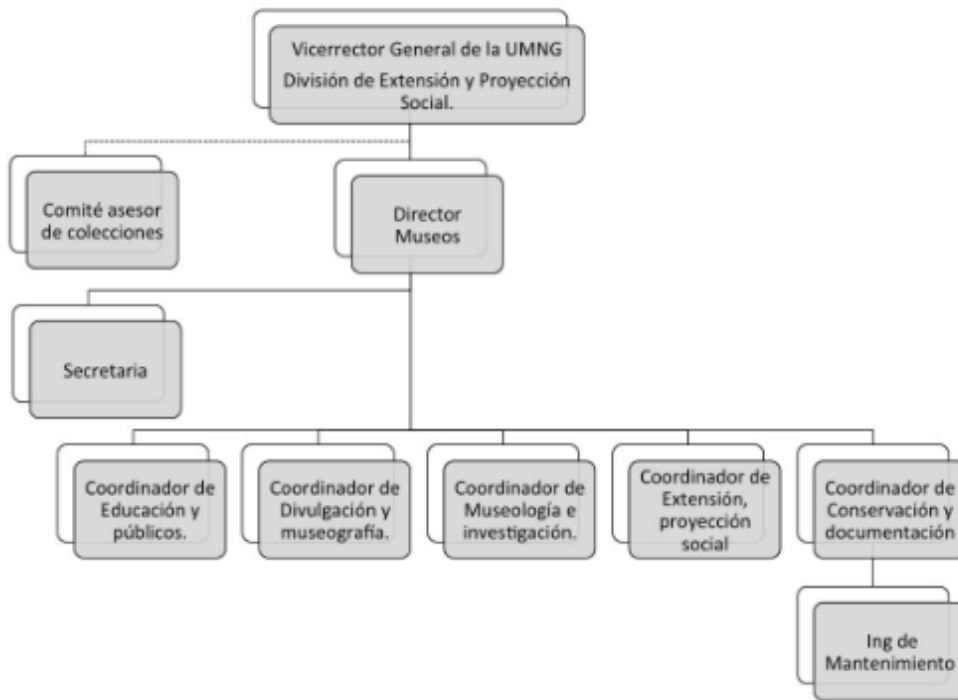 Vicerrector General de la UMNG
División de Extensión y Proyección
Social.
Comité asesor
de colecciones
Director
Museos
Secretaria
Coordinador de
Educación y
públicos.
Coordinador de
Divulgación y
museografía.
Coordinador de
Museología e
investigación.
Coordinador de
Extensión,
proyección
social
Coordinador de
Conservación y
documentación
Ing de
Mantenimiento